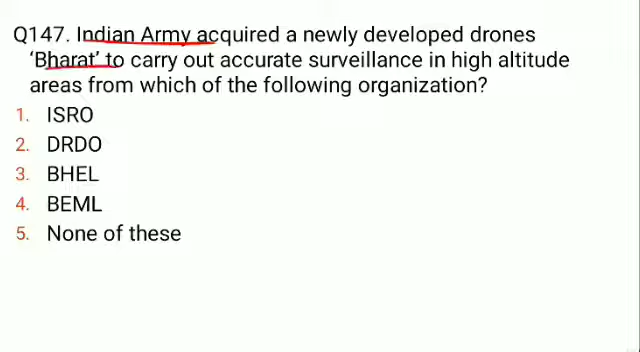 Q147. Indian Army acquired a newly developed drones
‘Bharat’ to carry out accurate surveillance in high altitude
areas from which of the following organization?
1. ISRO
2. DRDO
3. BHEL
4. BEML
5. None of these